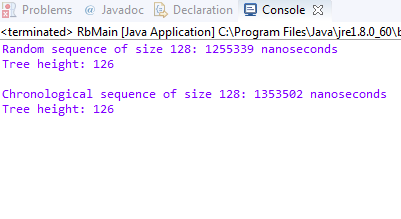 Problems @ Javadoc Declaration Console
<terminated> RbMain [Java Application] C:\Program Files\Java\jre1.8.0_60\b
Random sequence of size 128: 1255339 nanoseconds
Tree height: 126
Chronological sequence of size 128: 1353502 nanoseconds
Tree height: 126